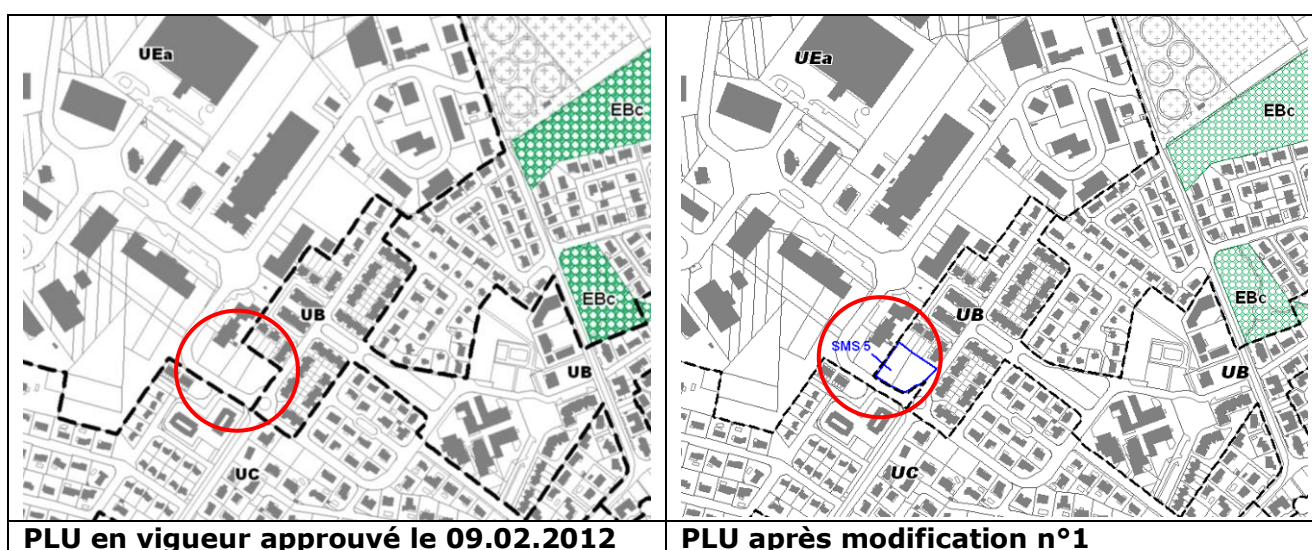 UEa
EBc
EBc
UB
UB
UC
PLU en vigueur approuvé le 09.02.2012
UEa
EBc
EBc
UB
SMS 5
UB
UC
PLU après modification n°1